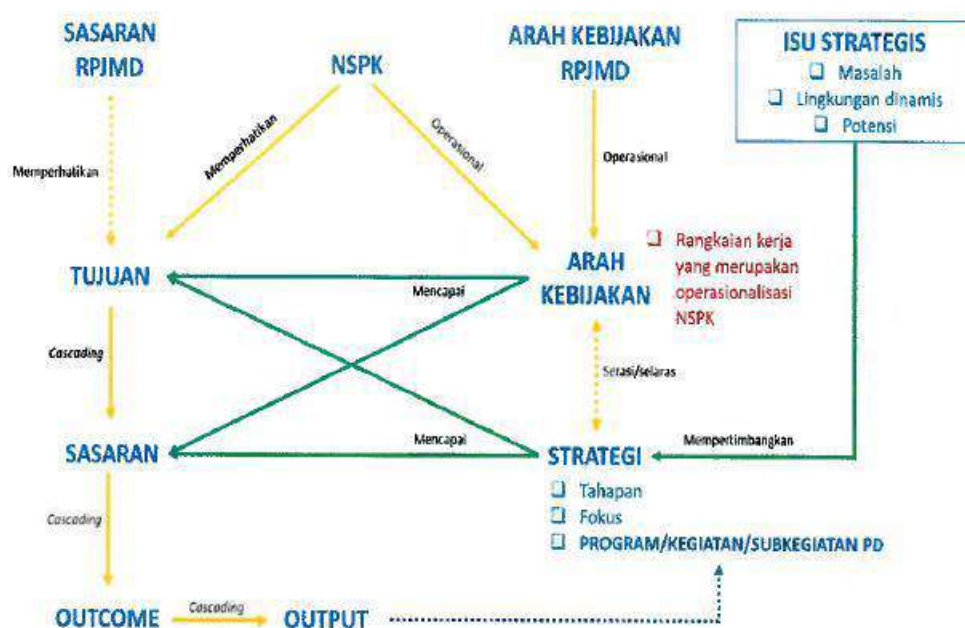 SASARAN
RPJMD
NSPK
ARAH KEBIJAKAN
RPJMD
ISU STRATEGIS
❑ Masalah
❑ Lingkungan dinamis
❑ Potensi
Memperhatikan
Memperhatikan
Operasional
Operasional
TUJUAN
ARAH
KEBIJAKAN
❑ Rangkaian kerja
yang merupakan
operasionalisasi
NSPK
Mencapai
Cascading
Serasi/selaras
SASARAN
Mencapai
STRATEGI
Mempertimbangkan
❑ Tahapan
❑ Fokus
❑ PROGRAM/KEGIATAN/SUBKEGIATAN PD
Cascading
OUTCOME
Cascading
OUTPUT